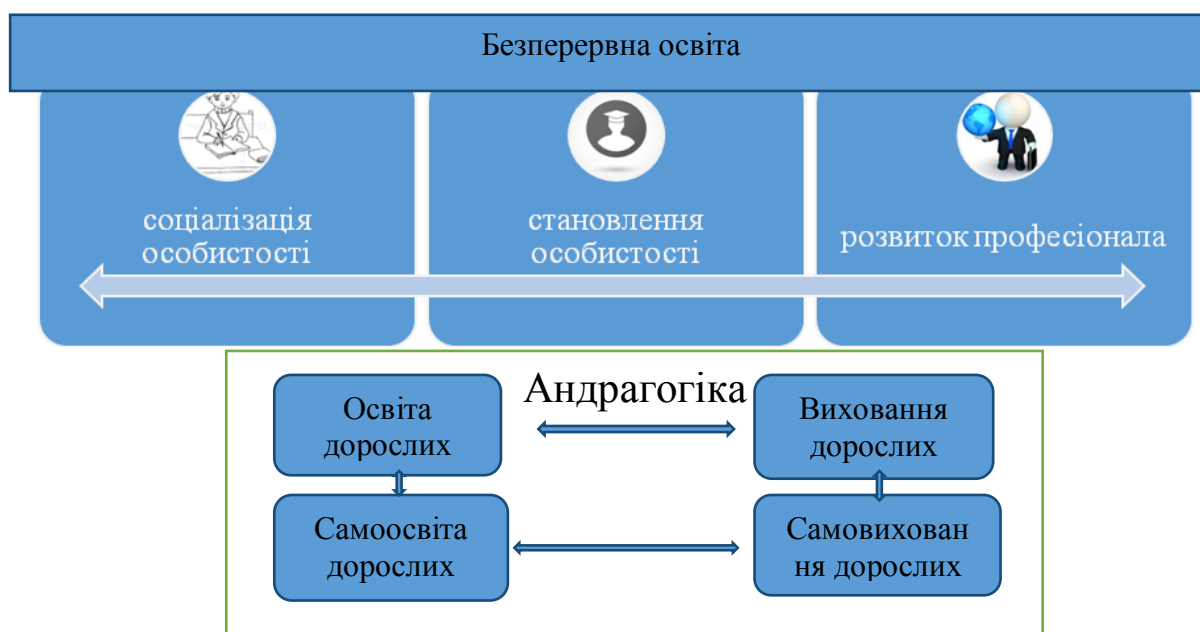 Безперервна освіта
соціалізація
особистості
становлення
особистості
розвиток професіонала
Андрагогіка
Освіта
дорослих
Виховання
дорослих
Самоосвіта
дорослих
Самовихован
ня дорослих